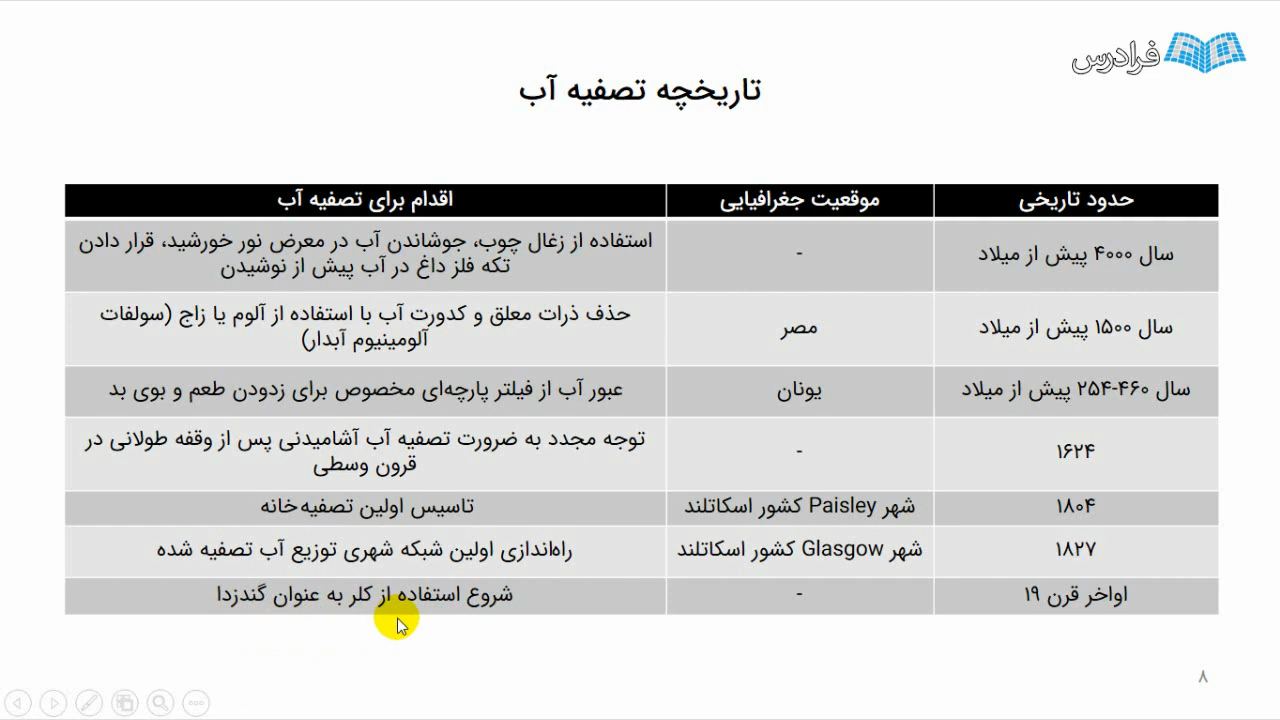 فرادرس
تاریخچه تصفیه آب
حدود تاریخی
موقعیت جغرافیایی
اقدام برای تصفیه آب
سال ۴۰۰۰ پیش از میلاد
-
استفاده از زغال چوب، جوشاندن آب در معرض نور خورشید، قرار دادن
تکه فلز داغ در آب پیش از نوشیدن
سال ۱۵۰۰ پیش از میلاد
مصر
حذف ذرات معلق و کدورت آب با استفاده از آلوم یا زاج (سولفات
آلومینیوم آبدار)
سال ۴۶۰-۲۵۴ پیش از میلاد
یونان
عبور آب از فیلتر پارچه‌ای مخصوص برای زدودن طعم و بوی بد
۱۶۲۴
-
توجه مجدد به ضرورت تصفیه آب آشامیدنی پس از وقفه طولانی در
قرون وسطی
۱۸۰۴
شهر Paisley کشور اسکاتلند
تاسیس اولین تصفیه‌خانه
۱۸۲۷
شهر Glasgow کشور اسکاتلند
راه‌اندازی اولین شبکه شهری توزیع آب تصفیه شده
اواخر قرن ۱۹
-
شروع استفاده از کلر به عنوان گندزدا
۸